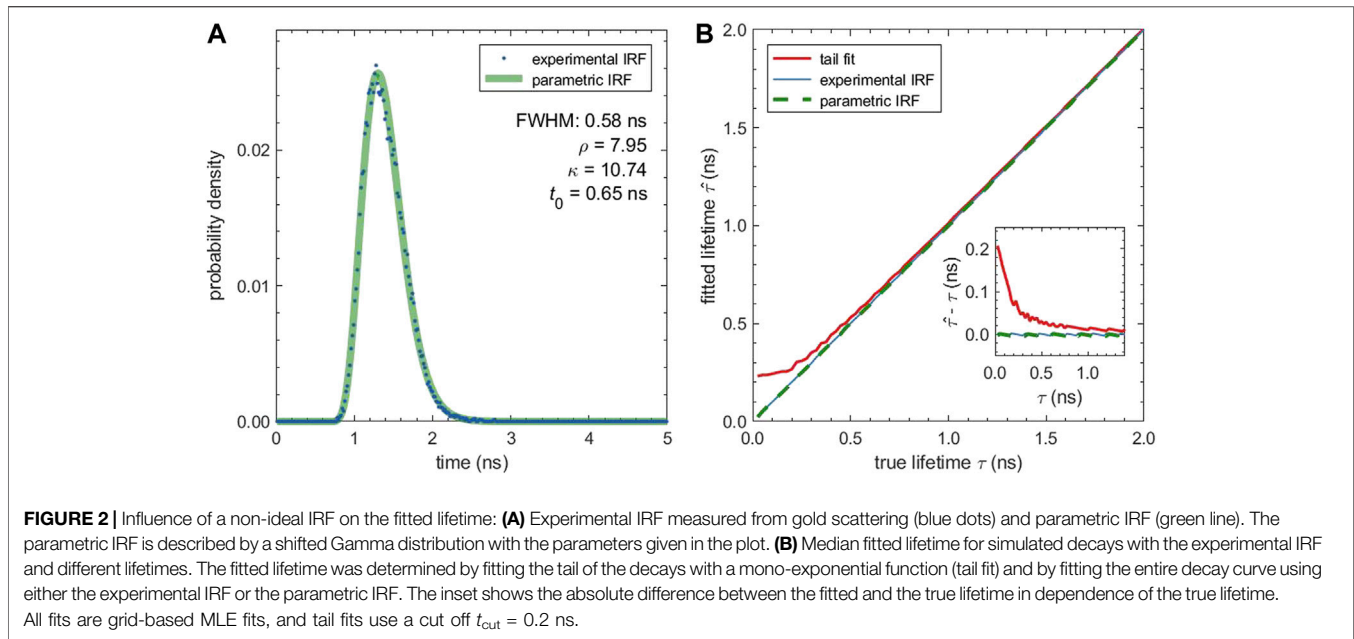 A
experimental IRF
parametric IRF
FWHM: 0.58 ns
ρ = 7.95
κ = 10.74
t0 = 0.65 ns
probability density
0.02
0.01
0.00
0 1 2 3 4 5
time (ns)
B
tail fit
experimental IRF
parametric IRF
fitted lifetime τ̂ (ns)
2.0
1.5
1.0
0.5
0.0
0.0 0.5 1.0 1.5 2.0
true lifetime τ (ns)
τ̂ - τ (ns)
0.2
0.1
0.0
0.0 0.5 1.0
τ (ns)
FIGURE 2 | Influence of a non-ideal IRF on the fitted lifetime: (A) Experimental IRF measured from gold scattering (blue dots) and parametric IRF (green line). The
parametric IRF is described by a shifted Gamma distribution with the parameters given in the plot. (B) Median fitted lifetime for simulated decays with the experimental IRF
and different lifetimes. The fitted lifetime was determined by fitting the tail of the decays with a mono-exponential function (tail fit) and by fitting the entire decay curve using
either the experimental IRF or the parametric IRF. The inset shows the absolute difference between the fitted and the true lifetime in dependence of the true lifetime.
All fits are grid-based MLE fits, and tail fits use a cut off tcut = 0.2 ns.